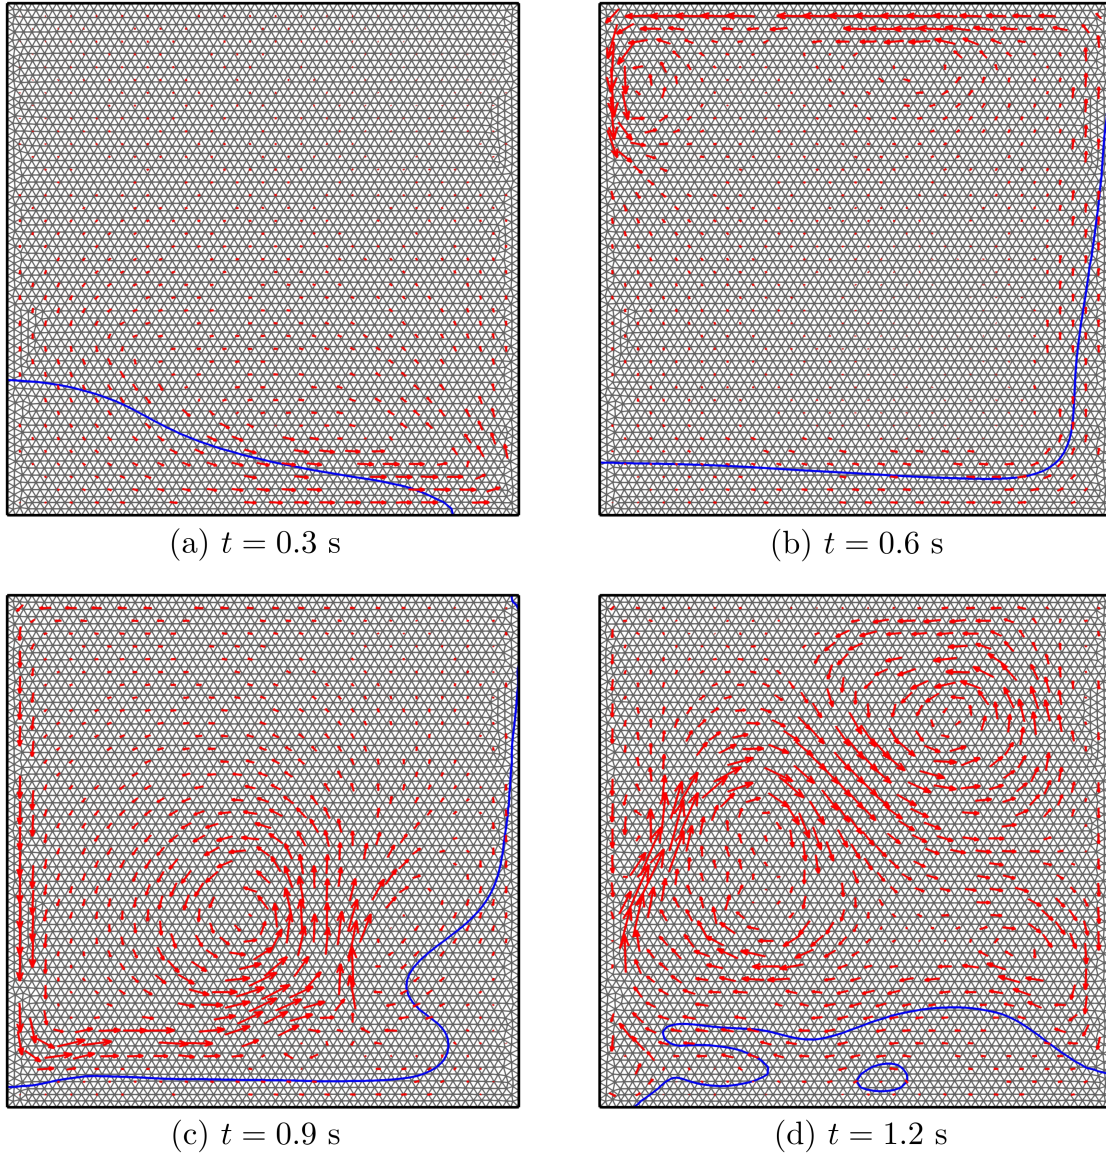 (a) t = 0.3 s
(b) t = 0.6 s
(c) t = 0.9 s
(d) t = 1.2 s